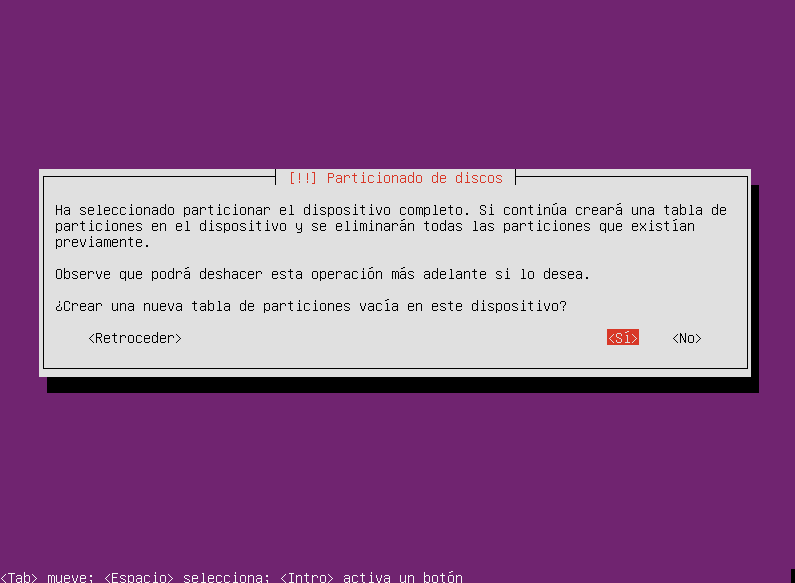 [!!] Particionado de discos
Ha seleccionado particionar el dispositivo completo. Si continúa creará una tabla de
particiones en el dispositivo y se eliminarán todas las particiones que existían
previamente.
Observe que podrá deshacer esta operación más adelante si lo desea.
¿Crear una nueva tabla de particiones vacía en este dispositivo?
<Retroceder> <Sí> <No>
<Tab> mueve; <Espacio> selecciona; <Intro> activa un botón